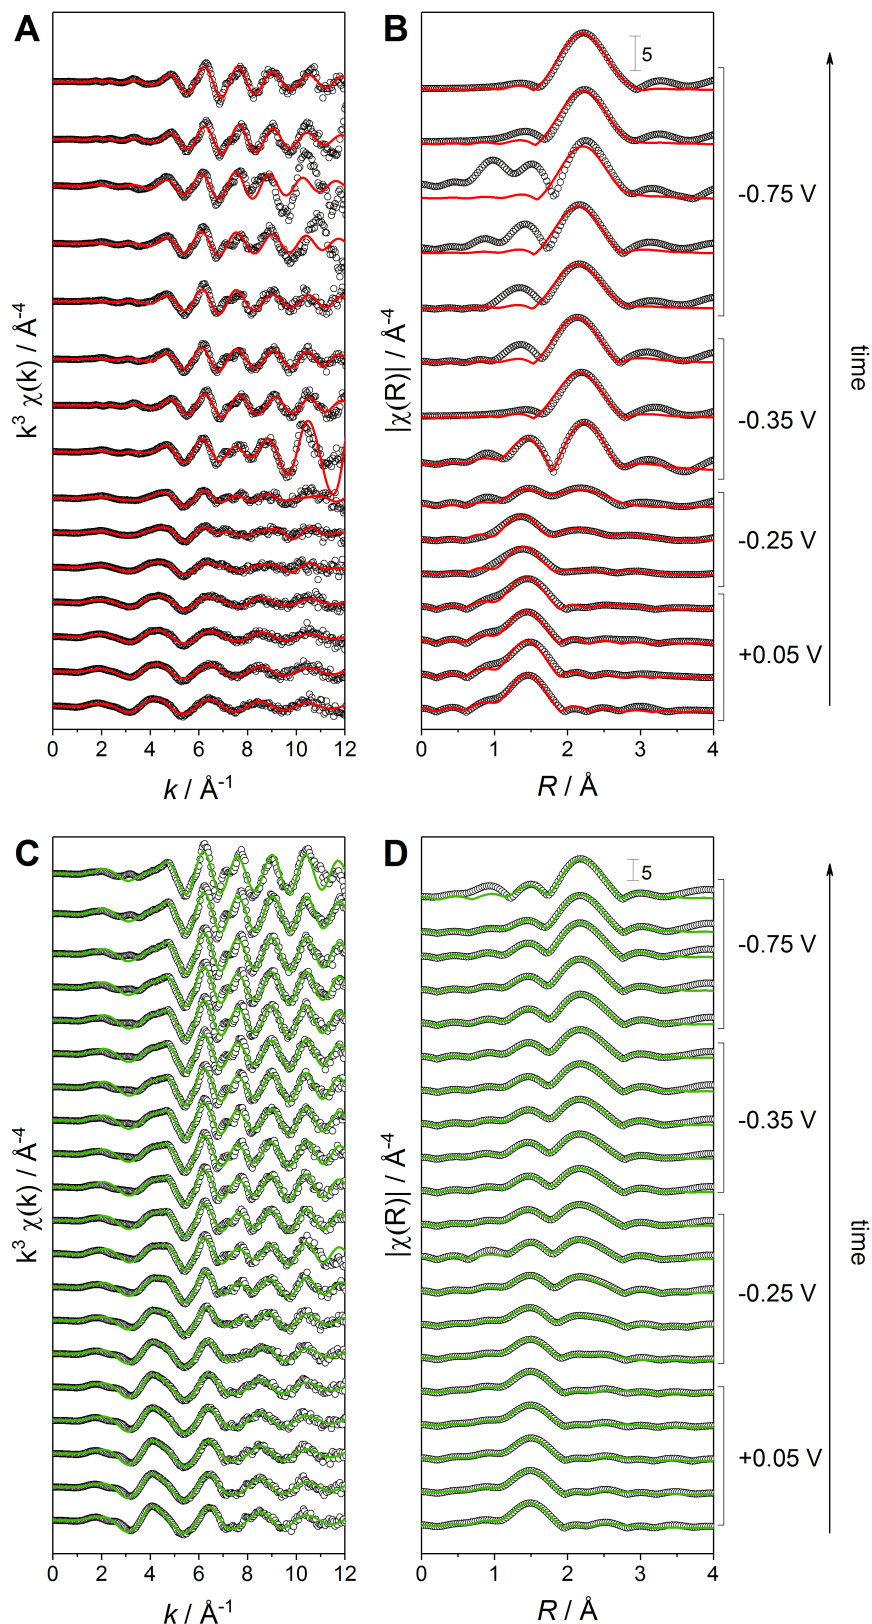 A
B
5
-0.75 V
-0.35 V
-0.25 V
+0.05 V
time
k³ χ(k) / Å⁻⁴
|χ(R)| / Å⁻⁴
0 2 4 6 8 10 12
0 1 2 3 4
k / Å⁻¹
R / Å
C
D
5
-0.75 V
-0.35 V
-0.25 V
+0.05 V
time
k³ χ(k) / Å⁻⁴
|χ(R)| / Å⁻⁴
0 2 4 6 8 10 12
0 1 2 3 4
k / Å⁻¹
R / Å